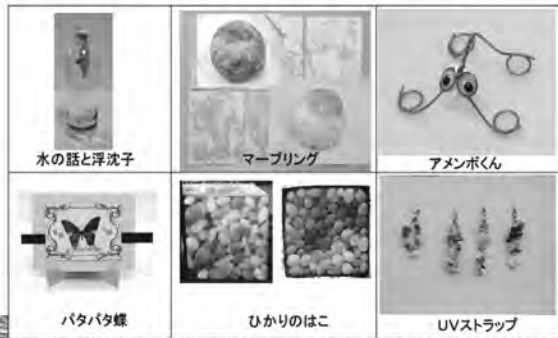 水の話と浮沈子
マーブリング
アメンボくん
パタパタ蝶
ひかりのはこ
UVストラップ